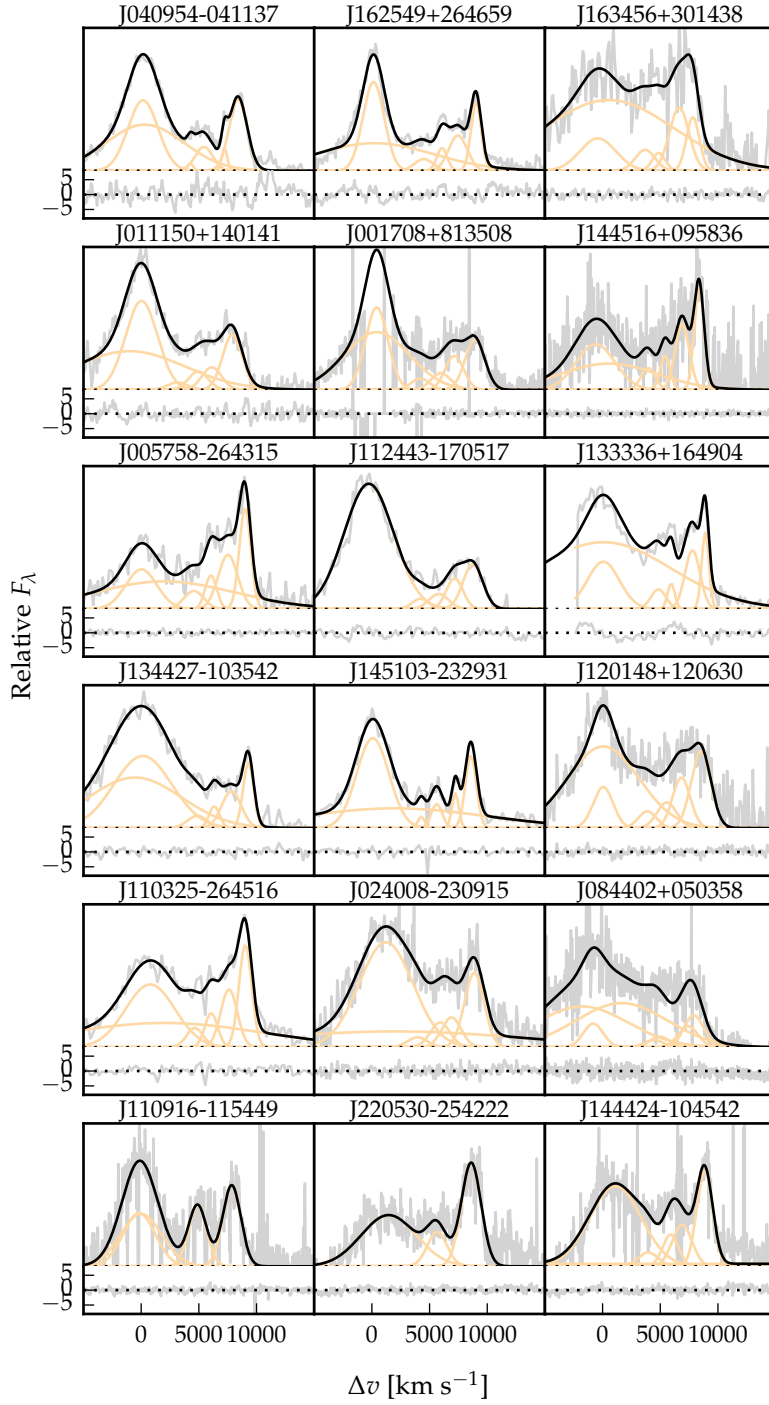 J040954-041137 J162549+264659 J163456+301438
5
0
−5
J011150+140141 J001708+813508 J144516+095836
5
0
−5
J005758-264315 J112443-170517 J133336+164904
5
0
−5
J134427-103542 J145103-232931 J120148+120630
5
0
−5
J110325-264516 J024008-230915 J084402+050358
5
0
−5
J110916-115449 J220530-254222 J144424-104542
5
0
−5
0 5000 10000 0 5000 10000 0 5000 10000
Δv [km s⁻¹]
Relative F_λ